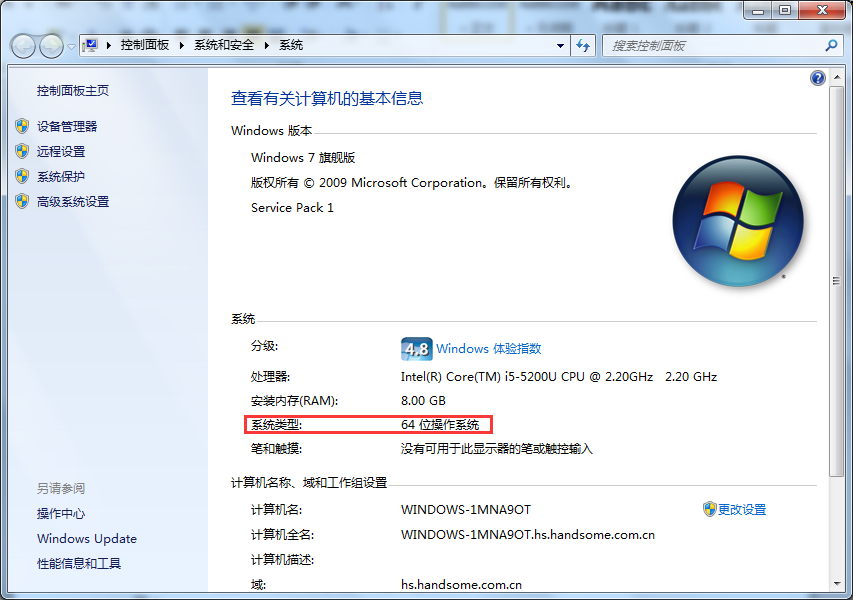 控制面板 系统和安全 系统
搜索控制面板
控制面板主页
设备管理器
远程设置
系统保护
高级系统设置
另请参阅
操作中心
Windows Update
性能信息和工具
查看有关计算机的基本信息
Windows 版本
Windows 7 旗舰版
版权所有 © 2009 Microsoft Corporation。保留所有权利。
Service Pack 1
系统
分级: 4.8 Windows 体验指数
处理器: Intel(R) Core(TM) i5-5200U CPU @ 2.20GHz 2.20 GHz
安装内存(RAM): 8.00 GB
系统类型: 64 位操作系统
笔和触摸: 没有可用于此显示器的笔或触控输入
计算机名称、域和工作组设置
计算机名: WINDOWS-1MNA9OT 更改设置
计算机全名: WINDOWS-1MNA9OT.hs.handsome.com.cn
计算机描述:
域: hs.handsome.com.cn